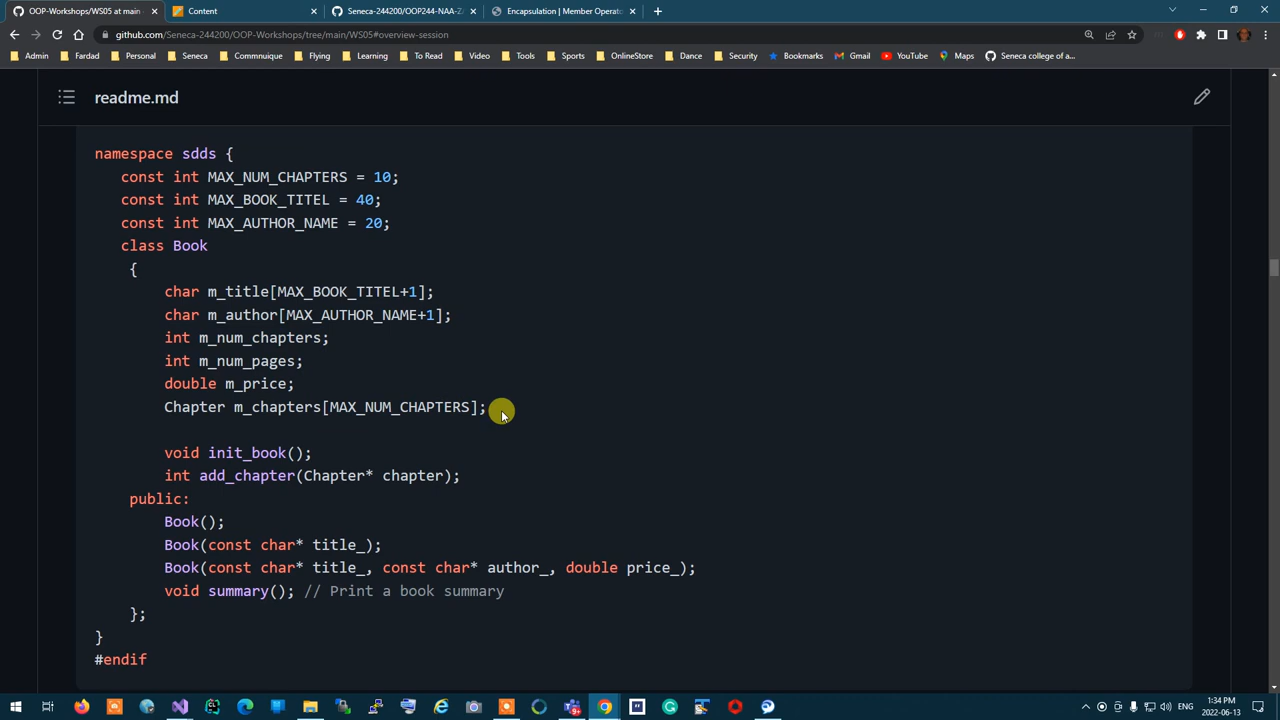 OOP-Workshops/WS05 at main
Content
Seneca-244200/OOP244-NAA-Z
Encapsulation | Member Operato
github.com/Seneca-244200/OOP-Workshops/tree/main/WS05#overview-session
Admin Fardad Personal Seneca Commnuique Flying Learning To Read Video Tools Sports OnlineStore Dance Security Bookmarks Gmail YouTube Maps Seneca college of a...
readme.md
namespace sdds {
const int MAX_NUM_CHAPTERS = 10;
const int MAX_BOOK_TITEL = 40;
const int MAX_AUTHOR_NAME = 20;
class Book
{
char m_title[MAX_BOOK_TITEL+1];
char m_author[MAX_AUTHOR_NAME+1];
int m_num_chapters;
int m_num_pages;
double m_price;
Chapter m_chapters[MAX_NUM_CHAPTERS];
void init_book();
int add_chapter(Chapter* chapter);
public:
Book();
Book(const char* title_);
Book(const char* title_, const char* author_, double price_);
void summary(); // Print a book summary
};
}
#endif
ENG
1:34 PM
2022-06-13